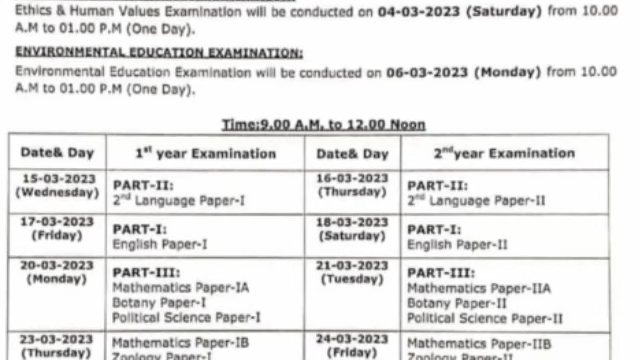 Ethics & Human Values Examination will be conducted on 04-03-2023 (Saturday) from 10.00
A.M to 01.00 P.M (One Day).
ENVIRONMENTAL EDUCATION EXAMINATION:
Environmental Education Examination will be conducted on 06-03-2023 (Monday) from 10.00
A.M to 01.00 P.M (One Day).
Time:9.00 A.M. to 12.00 Noon
Date& Day 1st year Examination Date& Day 2nd year Examination
15-03-2023
(Wednesday)
PART-II:
2nd Language Paper-I
16-03-2023
(Thursday)
PART-II:
2nd Language Paper-II
17-03-2023
(Friday)
PART-I:
English Paper-I
18-03-2023
(Saturday)
PART-I:
English Paper-II
20-03-2023
(Monday)
PART-III:
Mathematics Paper-IA
Botany Paper-I
Political Science Paper-I
21-03-2023
(Tuesday)
PART-III:
Mathematics Paper-IIA
Botany Paper-II
Political Science Paper-II
23-03-2023
(Thursday)
Mathematics Paper-IB
Zoology Paper-I
24-03-2023
(Friday)
Mathematics Paper-IIB
Zoology Paper-II